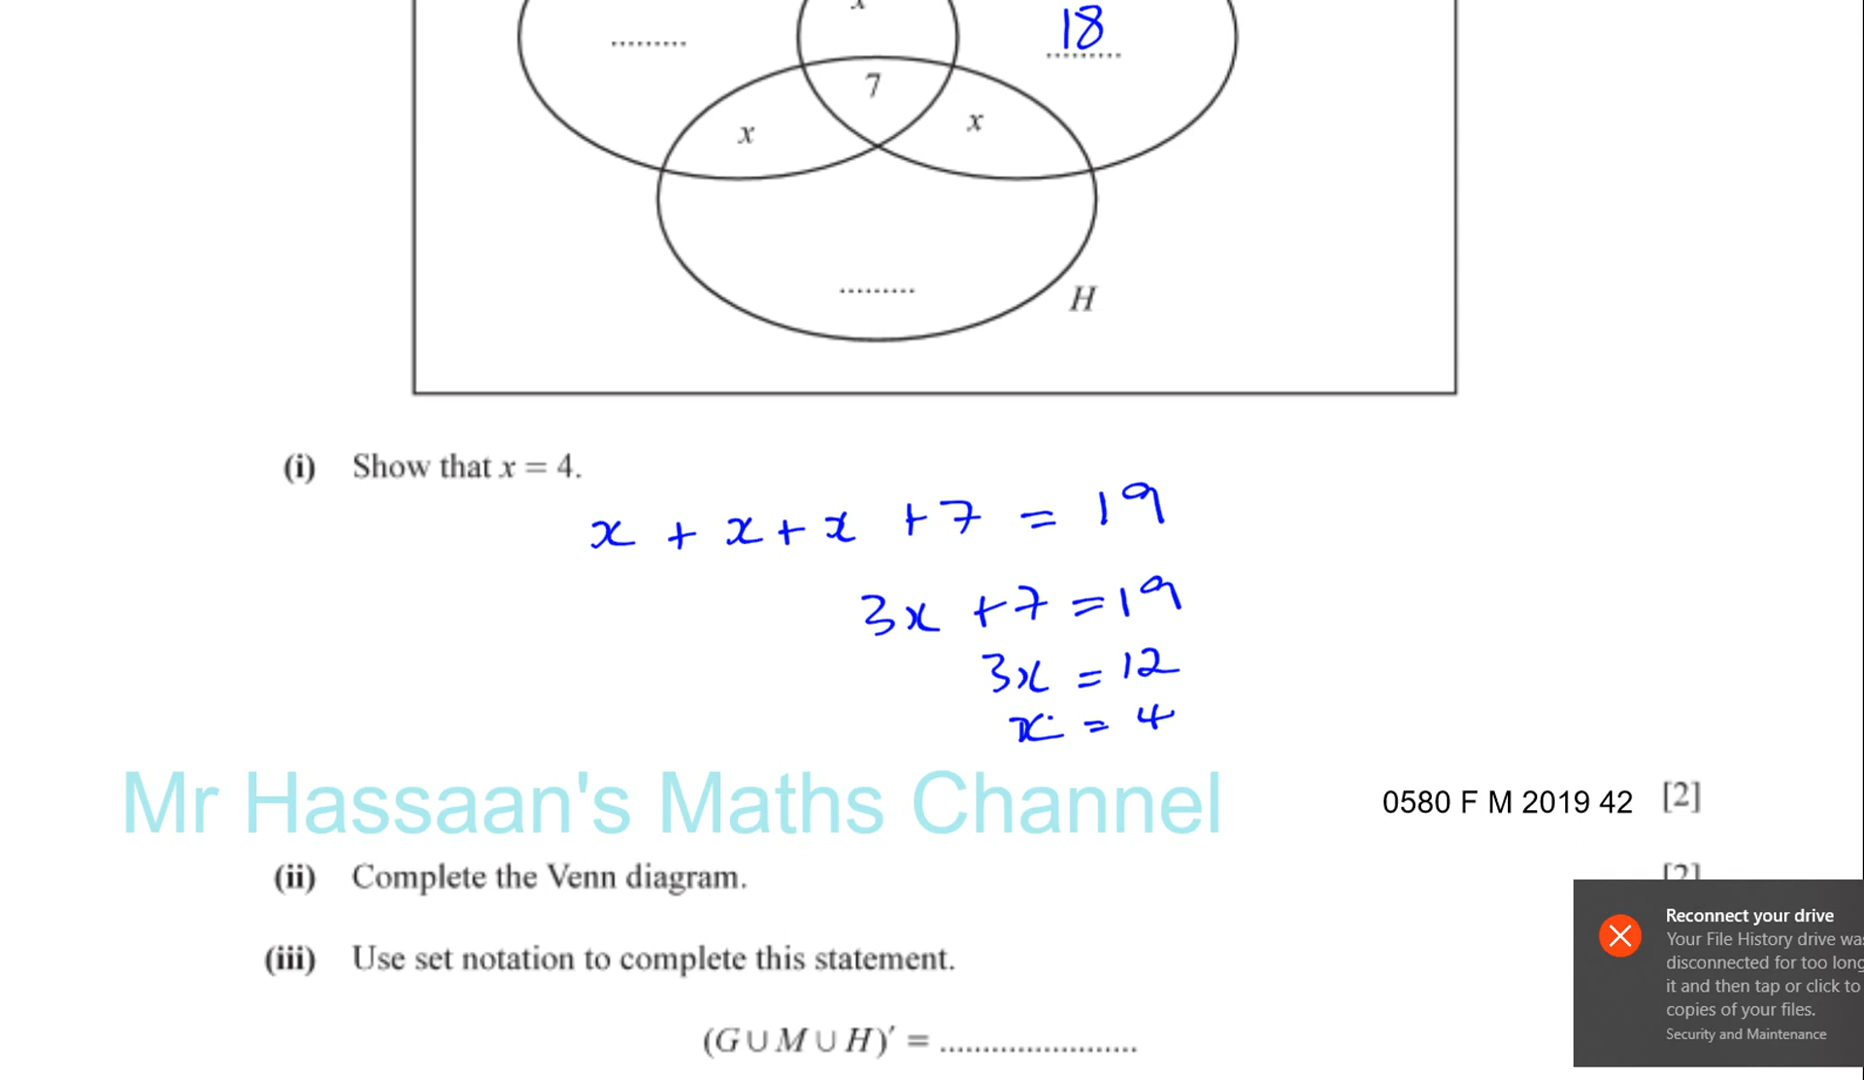 x
18
.........
.........
7
x
x
.........
H
(i) Show that x = 4.
x + x + x + 7 = 19
3x + 7 = 19
3x = 12
x = 4
Mr Hassaan's Maths Channel
0580 F M 2019 42 [2]
(ii) Complete the Venn diagram. [2]
(iii) Use set notation to complete this statement.
(G ∪ M ∪ H)′ = .......................
Reconnect your drive
Your File History drive was
disconnected for too long
it and then tap or click to
copies of your files.
Security and Maintenance